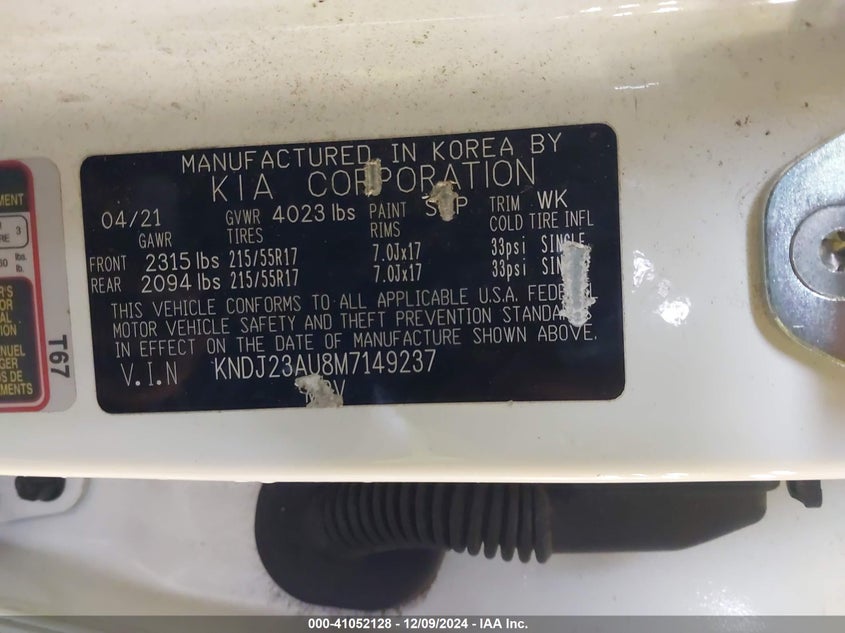 MANUFACTURED IN KOREA BY
KIA CORPORATION
04/21 GVWR 4023 lbs PAINT TRIM WK
GAWR TIRES RIMS COLD TIRE INFL
FRONT 2315 lbs 215/55R17 7.0Jx17 33psi SINGLE
REAR 2094 lbs 215/55R17 7.0Jx17 33psi
THIS VEHICLE CONFORMS TO ALL APPLICABLE U.S.A. FEDERAL
MOTOR VEHICLE SAFETY AND THEFT PREVENTION STANDARDS
IN EFFECT ON THE DATE OF MANUFACTURE SHOWN ABOVE.
V.I.N KNDJ23AU8M7149237
T67
000-41052128 - 12/09/2024 - IAA Inc.